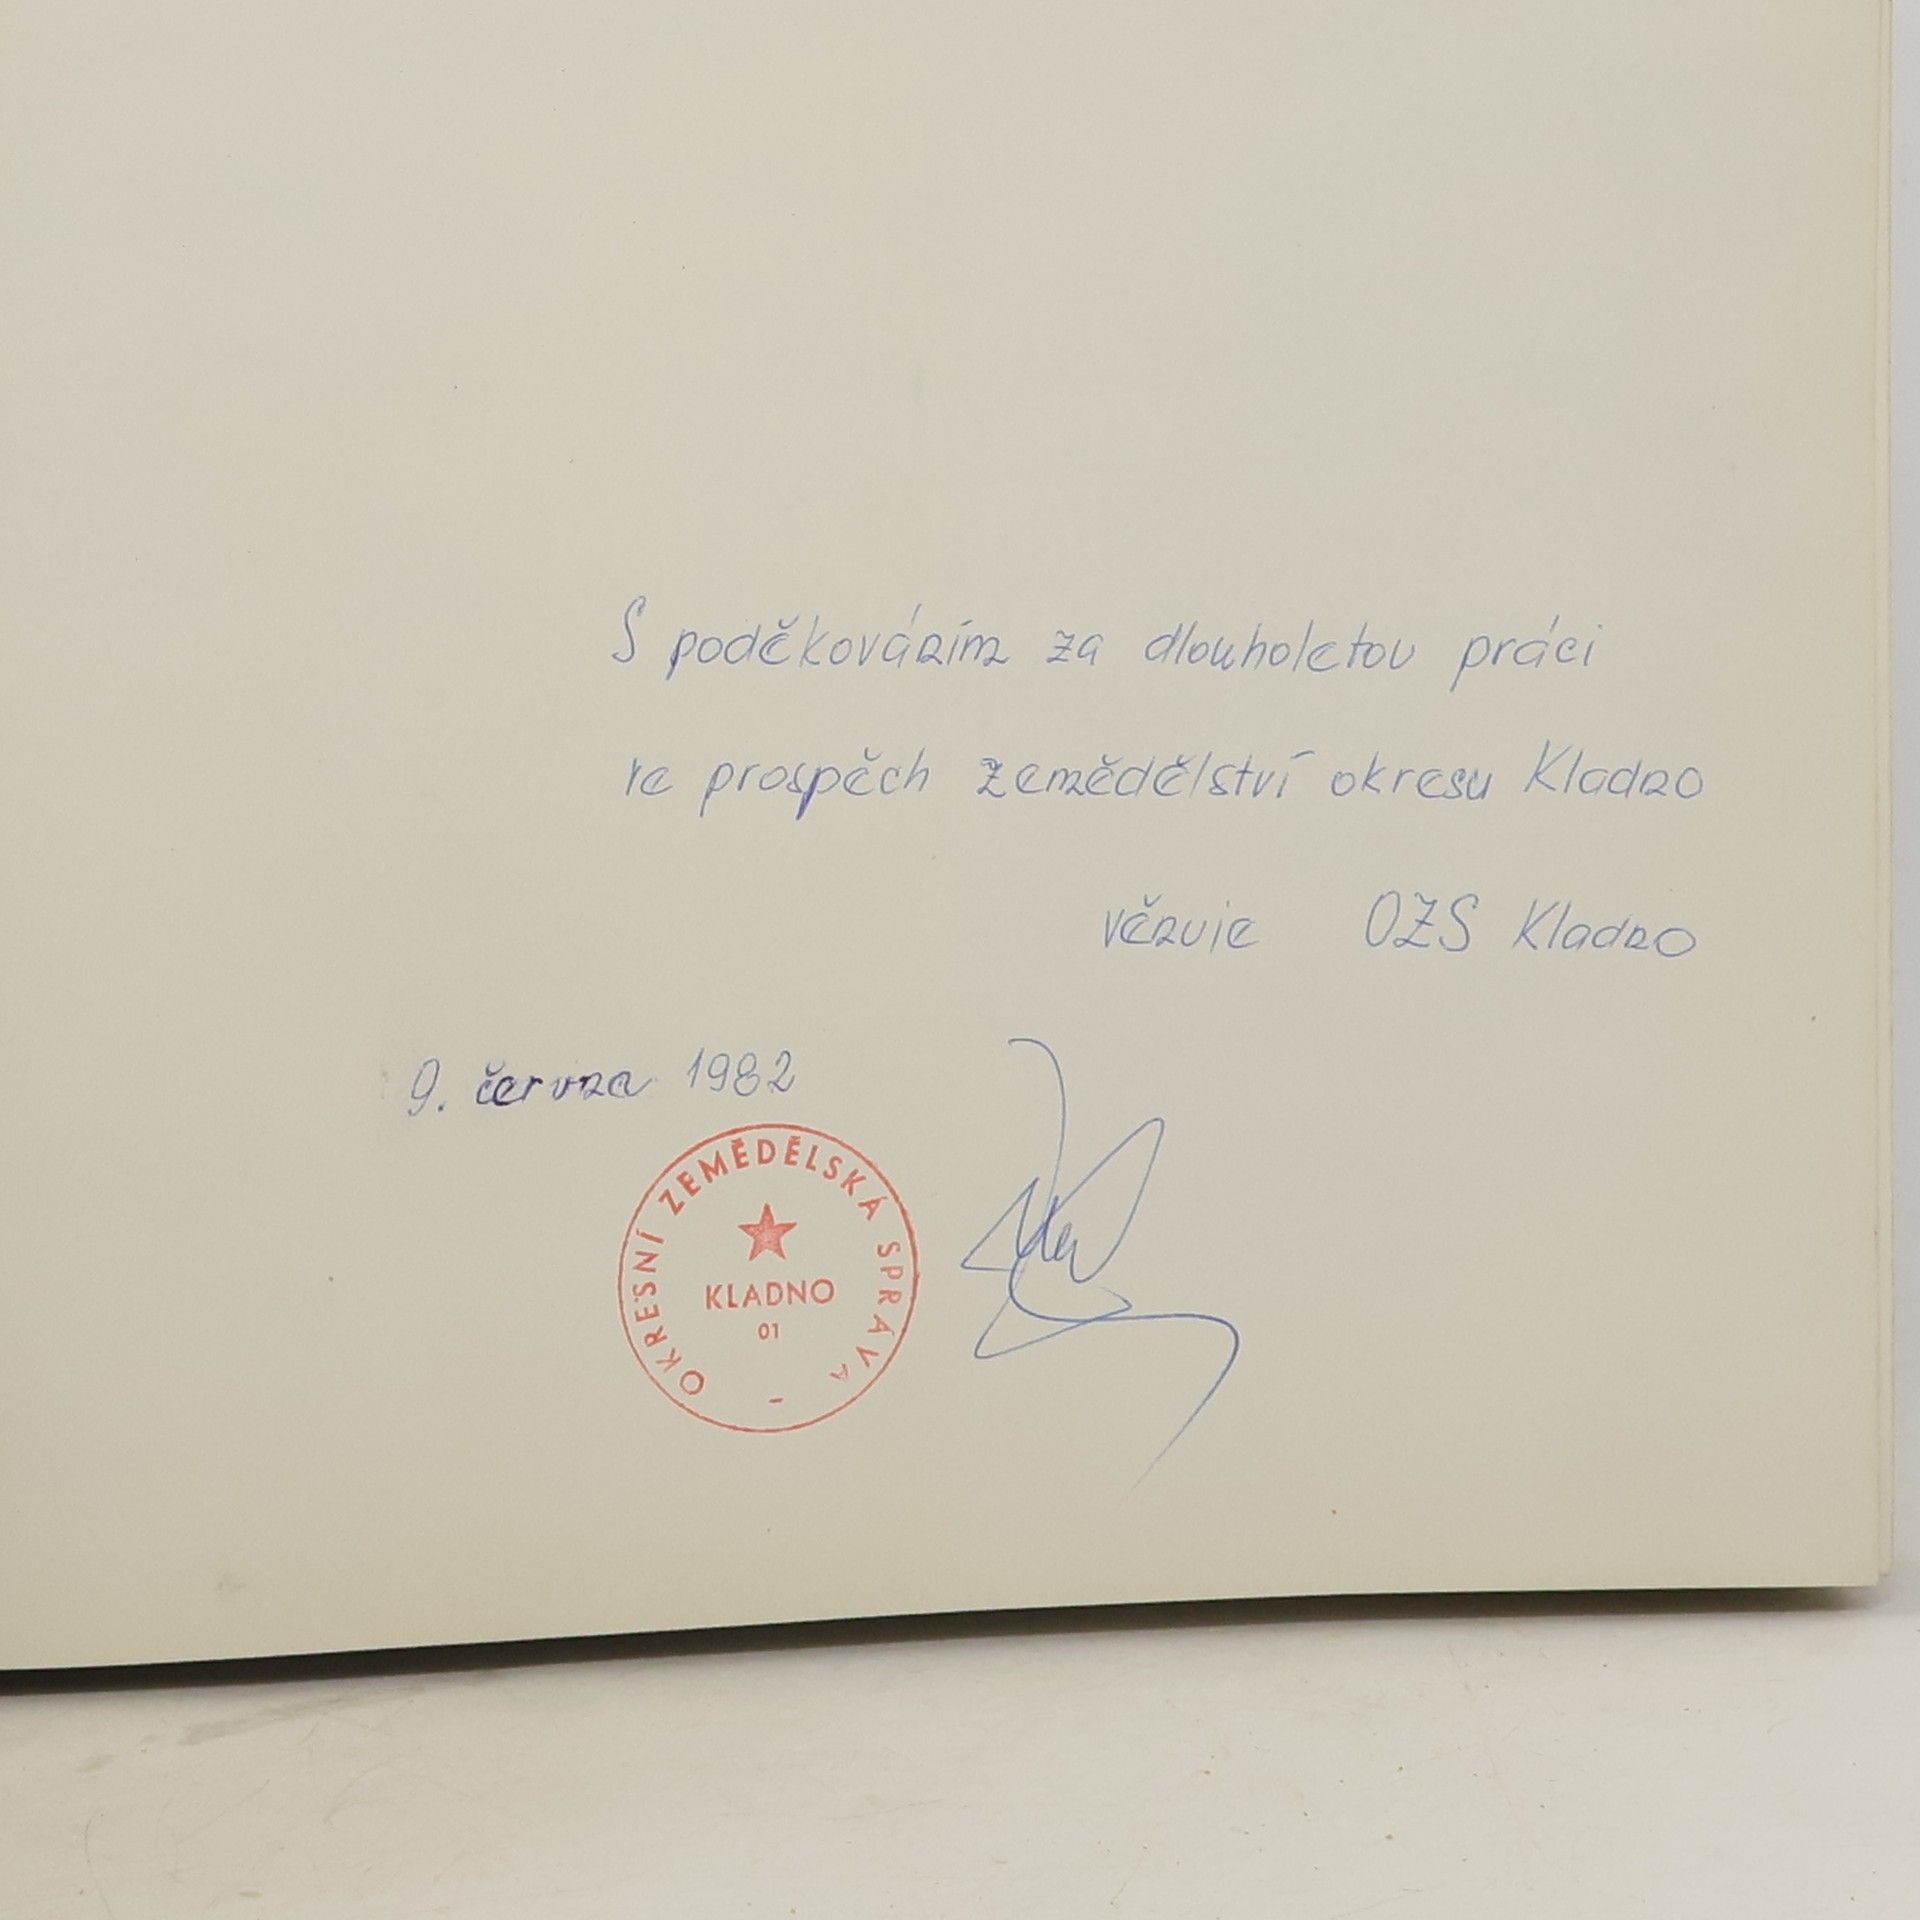 S poděkováním za dlouholetou práci
ve prospěch zemědělství okresu Kladno
věnuje OZS Kladno
9. června 1982
OKRESNÍ ZEMĚDĚLSKÁ SPRÁVA -
KLADNO
01